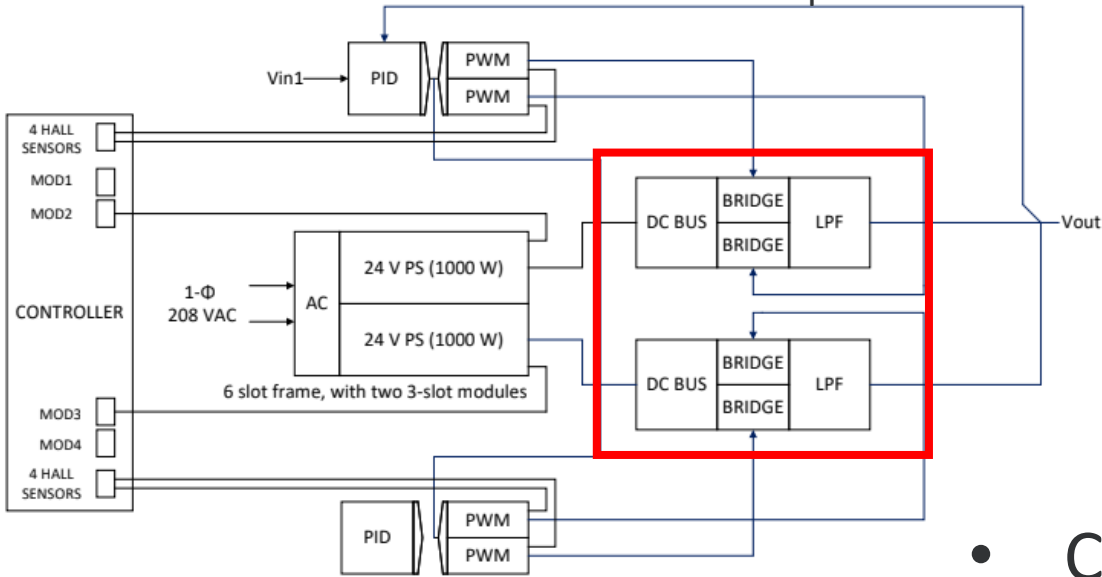 Vin1
PID
PWM
PWM
4 HALL
SENSORS
MOD1
MOD2
CONTROLLER
MOD3
MOD4
4 HALL
SENSORS
1-Φ
208 VAC
AC
24 V PS (1000 W)
24 V PS (1000 W)
6 slot frame, with two 3-slot modules
DC BUS
BRIDGE
BRIDGE
LPF
Vout
DC BUS
BRIDGE
BRIDGE
LPF
PID
PWM
PWM